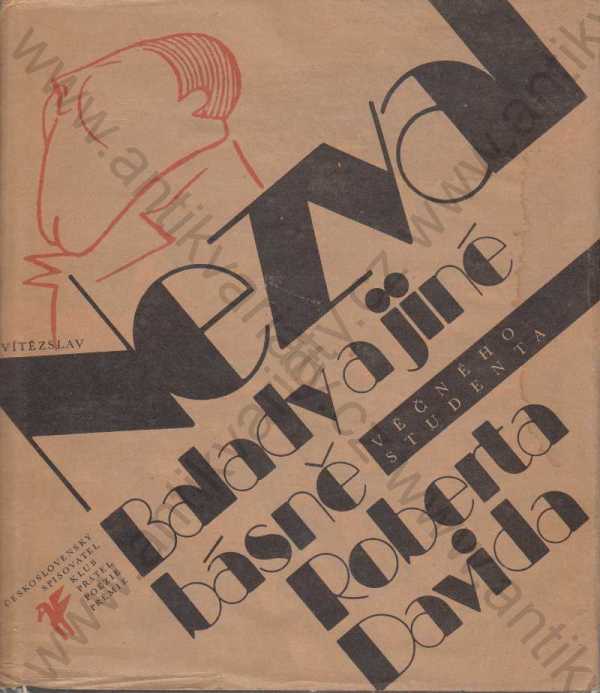 VÍTĚZSLAV
Nezval
Balady a jiné
básně
VĚČNÉHO
STUDENTA
Roberta
Davida
ČESKOSLOVENSKÝ
SPISOVATEL
KLUB
PŘÁTEL
POEZIE
PRÉMIE
www.antikvariaty.cz